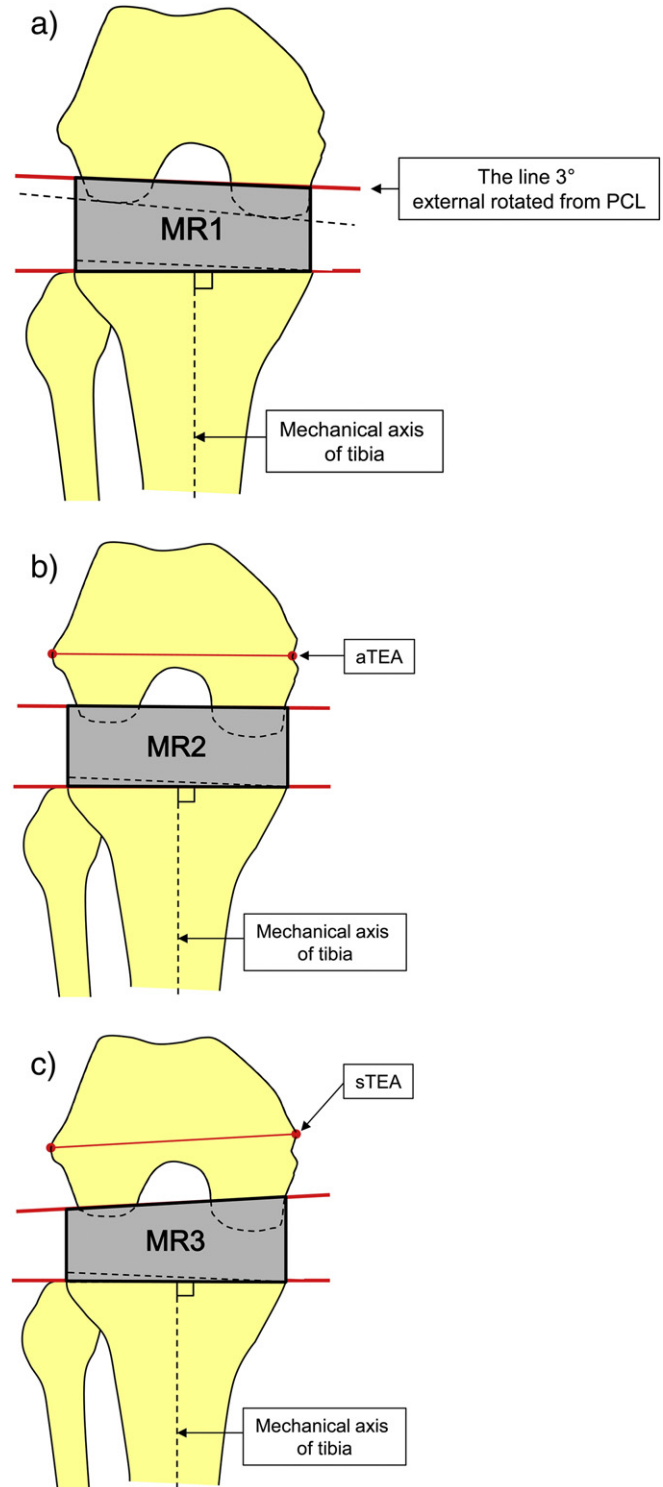 a)
The line 3°
external rotated from PCL
MR1
Mechanical axis
of tibia
b)
aTEA
MR2
Mechanical axis
of tibia
c)
sTEA
MR3
Mechanical axis
of tibia